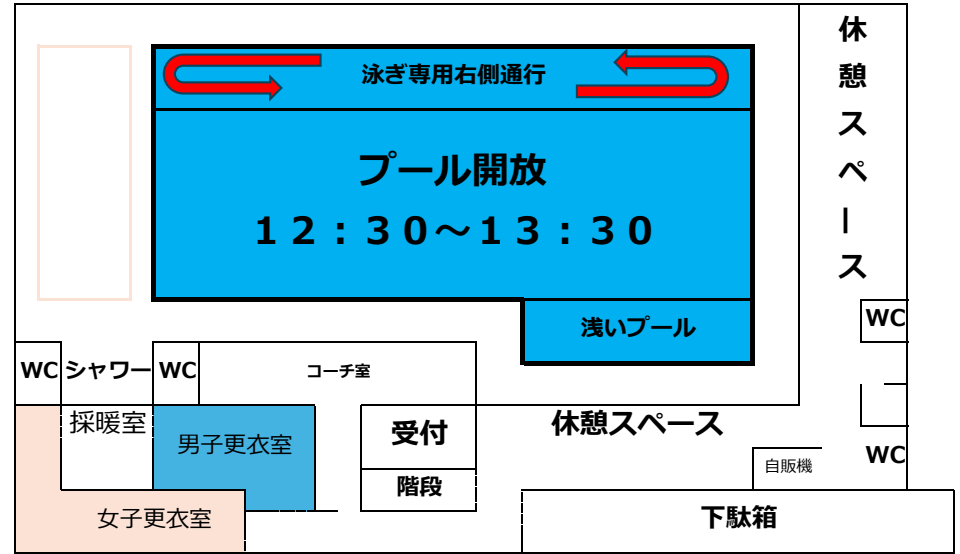 泳ぎ専用右側通行
プール開放
１２：３０～１３：３０
浅いプール
休憩スペース
WC
WC
シャワー
WC
コーチ室
採暖室
男子更衣室
受付
休憩スペース
WC
自販機
階段
女子更衣室
下駄箱